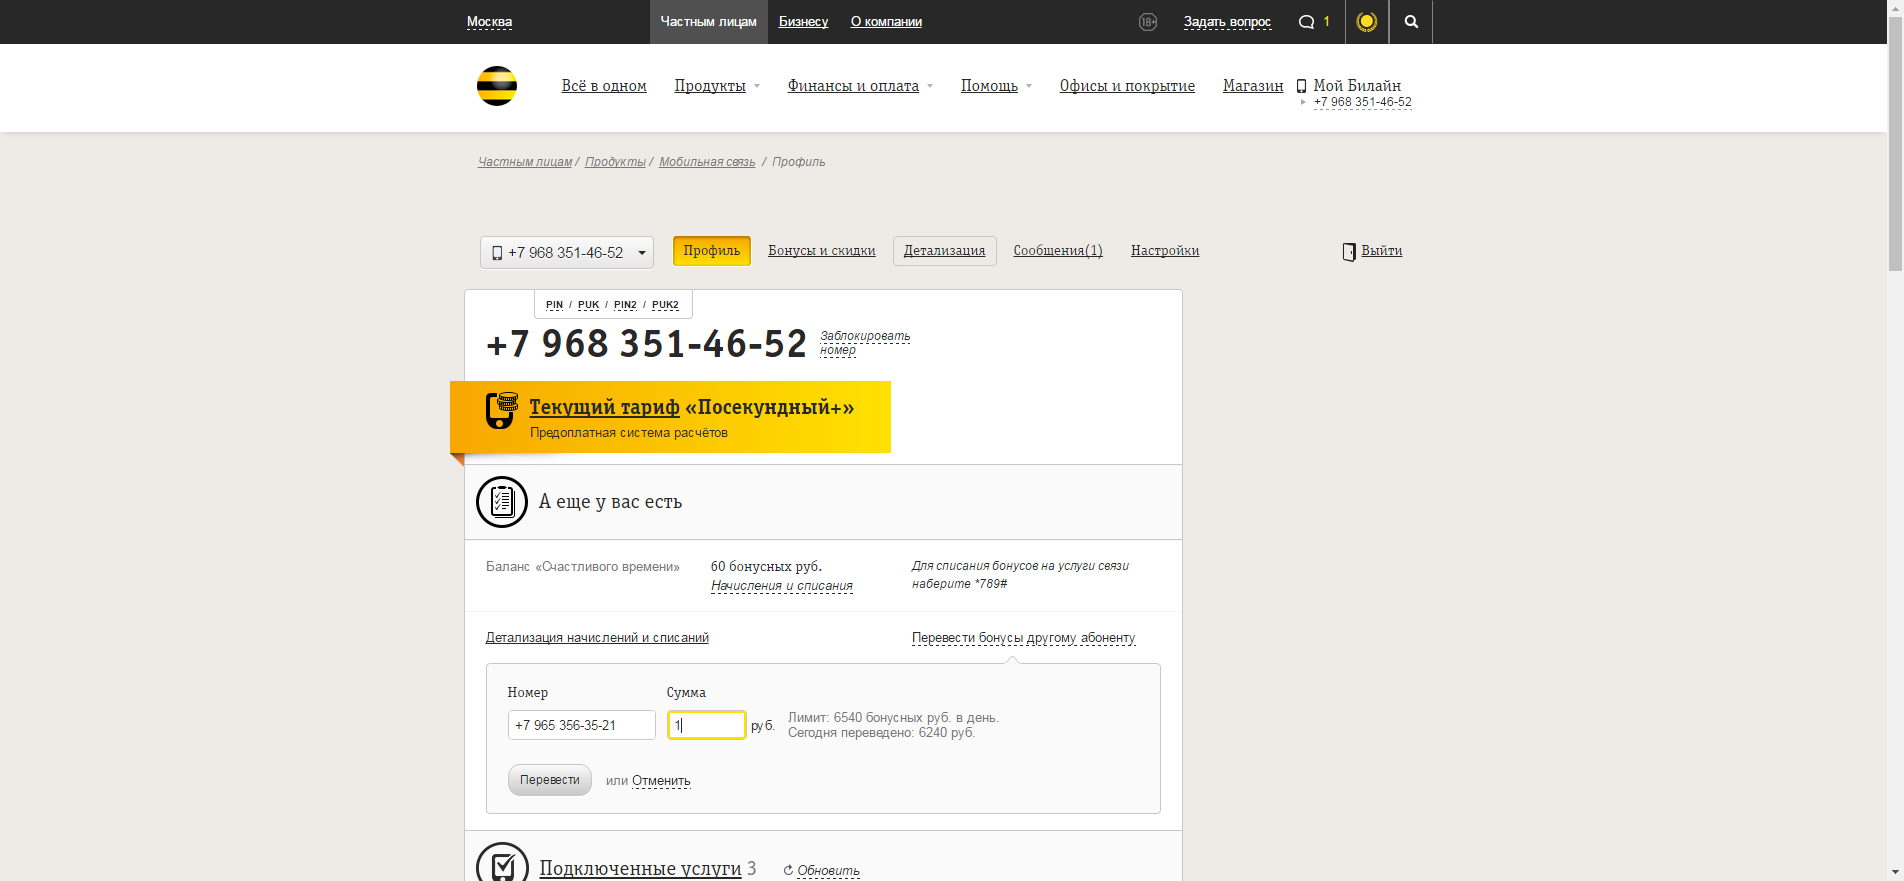 Москва
Частным лицам
Бизнесу
О компании
18+
Задать вопрос
1
Всё в одном
Продукты
Финансы и оплата
Помощь
Офисы и покрытие
Магазин
Мой Билайн
+7 968 351-46-52
Частным лицам / Продукты / Мобильная связь / Профиль
+7 968 351-46-52
Профиль
Бонусы и скидки
Детализация
Сообщения(1)
Настройки
Выйти
PIN / PUK / PIN2 / PUK2
+7 968 351-46-52
Заблокировать
номер
Текущий тариф «Посекундный+»
Предоплатная система расчётов
А еще у вас есть
Баланс «Счастливого времени»
60 бонусных руб.
Начисления и списания
Для списания бонусов на услуги связи
наберите *789#
Детализация начислений и списаний
Перевести бонусы другому абоненту
Номер
Сумма
+7 965 356-35-21
1
руб.
Лимит: 6540 бонусных руб. в день.
Сегодня переведено: 6240 руб.
Перевести
или Отменить
Подключенные услуги 3
Обновить